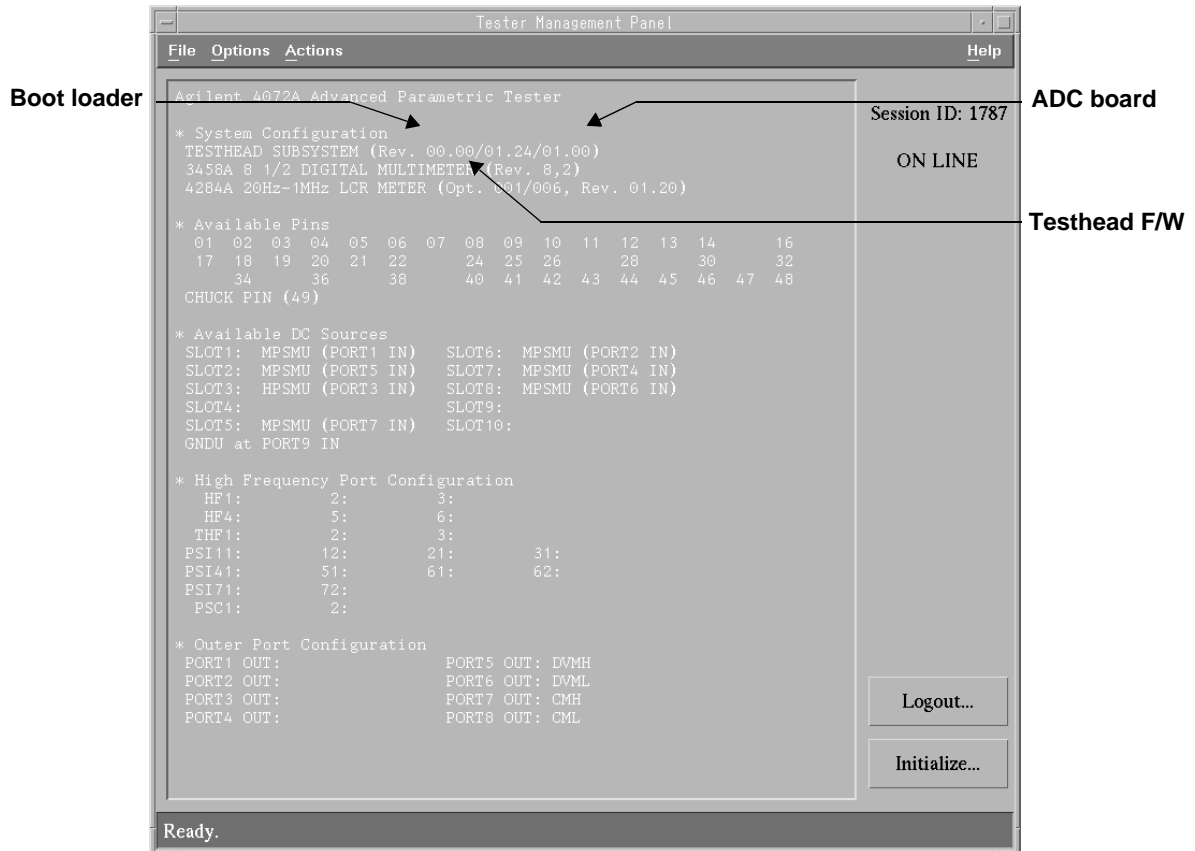 Tester Management Panel
File Options Actions Help
Boot loader
ADC board
Testhead F/W
Agilent 4072A Advanced Parametric Tester
* System Configuration
TESTHEAD SUBSYSTEM (Rev. 00.00/01.24/01.00)
3458A 8 1/2 DIGITAL MULTIMETER (Rev. 8,2)
4284A 20Hz-1MHz LCR METER (Opt. 001/006, Rev. 01.20)
* Available Pins
01 02 03 04 05 06 07 08 09 10 11 12 13 14 16
17 18 19 20 21 22 24 25 26 28 30 32
34 36 38 40 41 42 43 44 45 46 47 48
CHUCK PIN (49)
* Available DC Sources
SLOT1: MPSMU (PORT1 IN) SLOT6: MPSMU (PORT2 IN)
SLOT2: MPSMU (PORT5 IN) SLOT7: MPSMU (PORT4 IN)
SLOT3: HPSMU (PORT3 IN) SLOT8: MPSMU (PORT6 IN)
SLOT4: SLOT9:
SLOT5: MPSMU (PORT7 IN) SLOT10:
GNDU at PORT9 IN
* High Frequency Port Configuration
HF1: 2: 3:
HF4: 5: 6:
THF1: 2: 3:
PSI11: 12: 21: 31:
PSI41: 51: 61: 62:
PSI71: 72:
PSC1: 2:
* Outer Port Configuration
PORT1 OUT: PORT5 OUT: DVMH
PORT2 OUT: PORT6 OUT: DVML
PORT3 OUT: PORT7 OUT: CMH
PORT4 OUT: PORT8 OUT: CML
Session ID: 1787
ON LINE
Logout...
Initialize...
Ready.